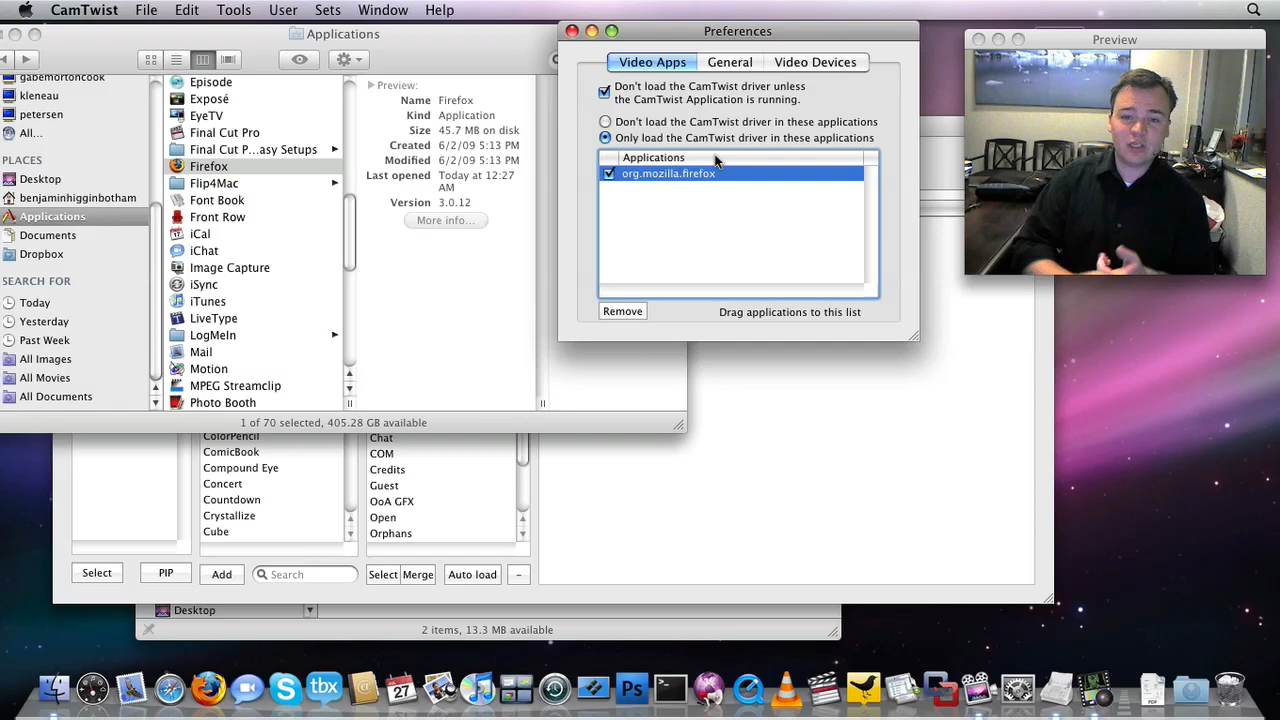 CamTwist File Edit Tools User Sets Window Help
Applications
gabemortoncook
kleneau
petersen
All...
PLACES
Desktop
benjaminhigginbotham
Applications
Documents
Dropbox
SEARCH FOR
Today
Yesterday
Past Week
All Images
All Movies
All Documents
Episode
Exposé
EyeTV
Final Cut Pro
Final Cut P...asy Setups
Firefox
Flip4Mac
Font Book
Front Row
iCal
iChat
Image Capture
iSync
iTunes
LiveType
LogMeIn
Mail
Motion
MPEG Streamclip
Photo Booth
Preview:
Name Firefox
Kind Application
Size 45.7 MB on disk
Created 6/2/09 5:13 PM
Modified 6/2/09 5:13 PM
Last opened Today at 12:27
AM
Version 3.0.12
More info...
1 of 70 selected, 405.28 GB available
Preferences
Video Apps General Video Devices
Don't load the CamTwist driver unless
the CamTwist Application is running.
Don't load the CamTwist driver in these applications
Only load the CamTwist driver in these applications
Applications
org.mozilla.firefox
Remove Drag applications to this list
Preview
ColorPencil
ComicBook
Compound Eye
Concert
Countdown
Crystallize
Cube
Chat
COM
Credits
Guest
OoA GFX
Open
Orphans
Select PIP Add Search Select Merge Auto load –
Desktop
2 items, 13.3 MB available
tbx
27
Ps